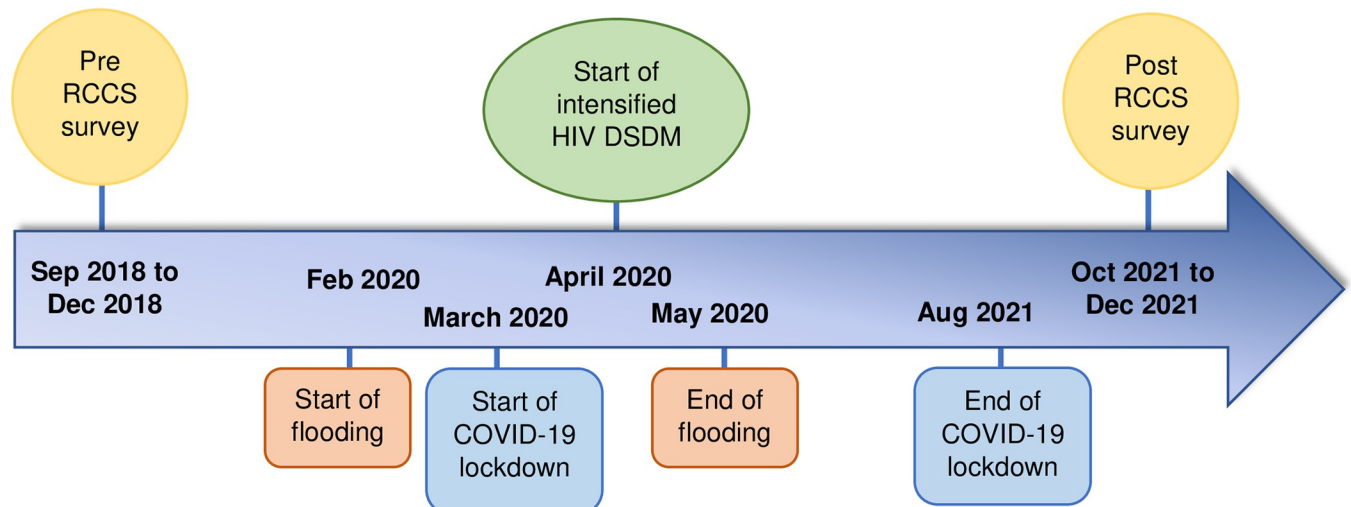 Pre
RCCS
survey
Start of
intensified
HIV DSDM
Post
RCCS
survey
Sep 2018 to
Dec 2018
Feb 2020
March 2020
April 2020
May 2020
Aug 2021
Oct 2021 to
Dec 2021
Start of
flooding
Start of
COVID-19
lockdown
End of
flooding
End of
COVID-19
lockdown